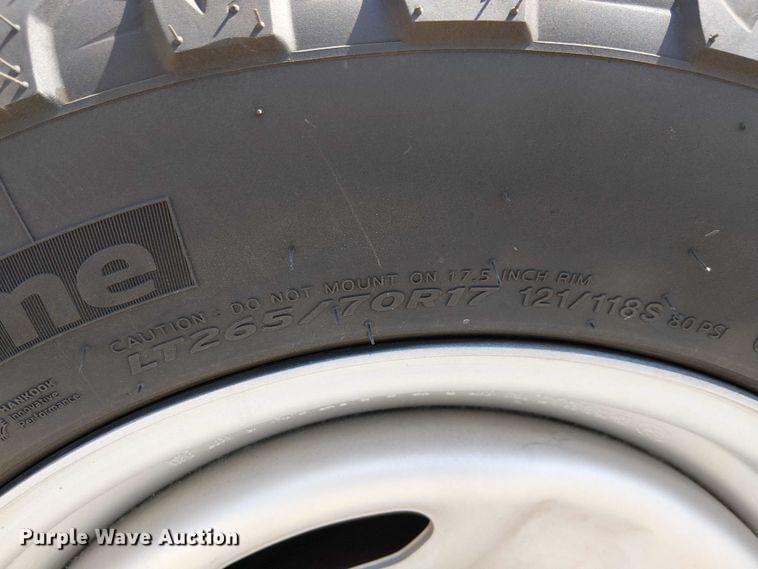 me
CAUTION - DO NOT MOUNT ON 17.5 INCH RIM
LT265/70R17 121/118S 80 PSI
HANKOOK
Innovative
Performance
Purple Wave Auction